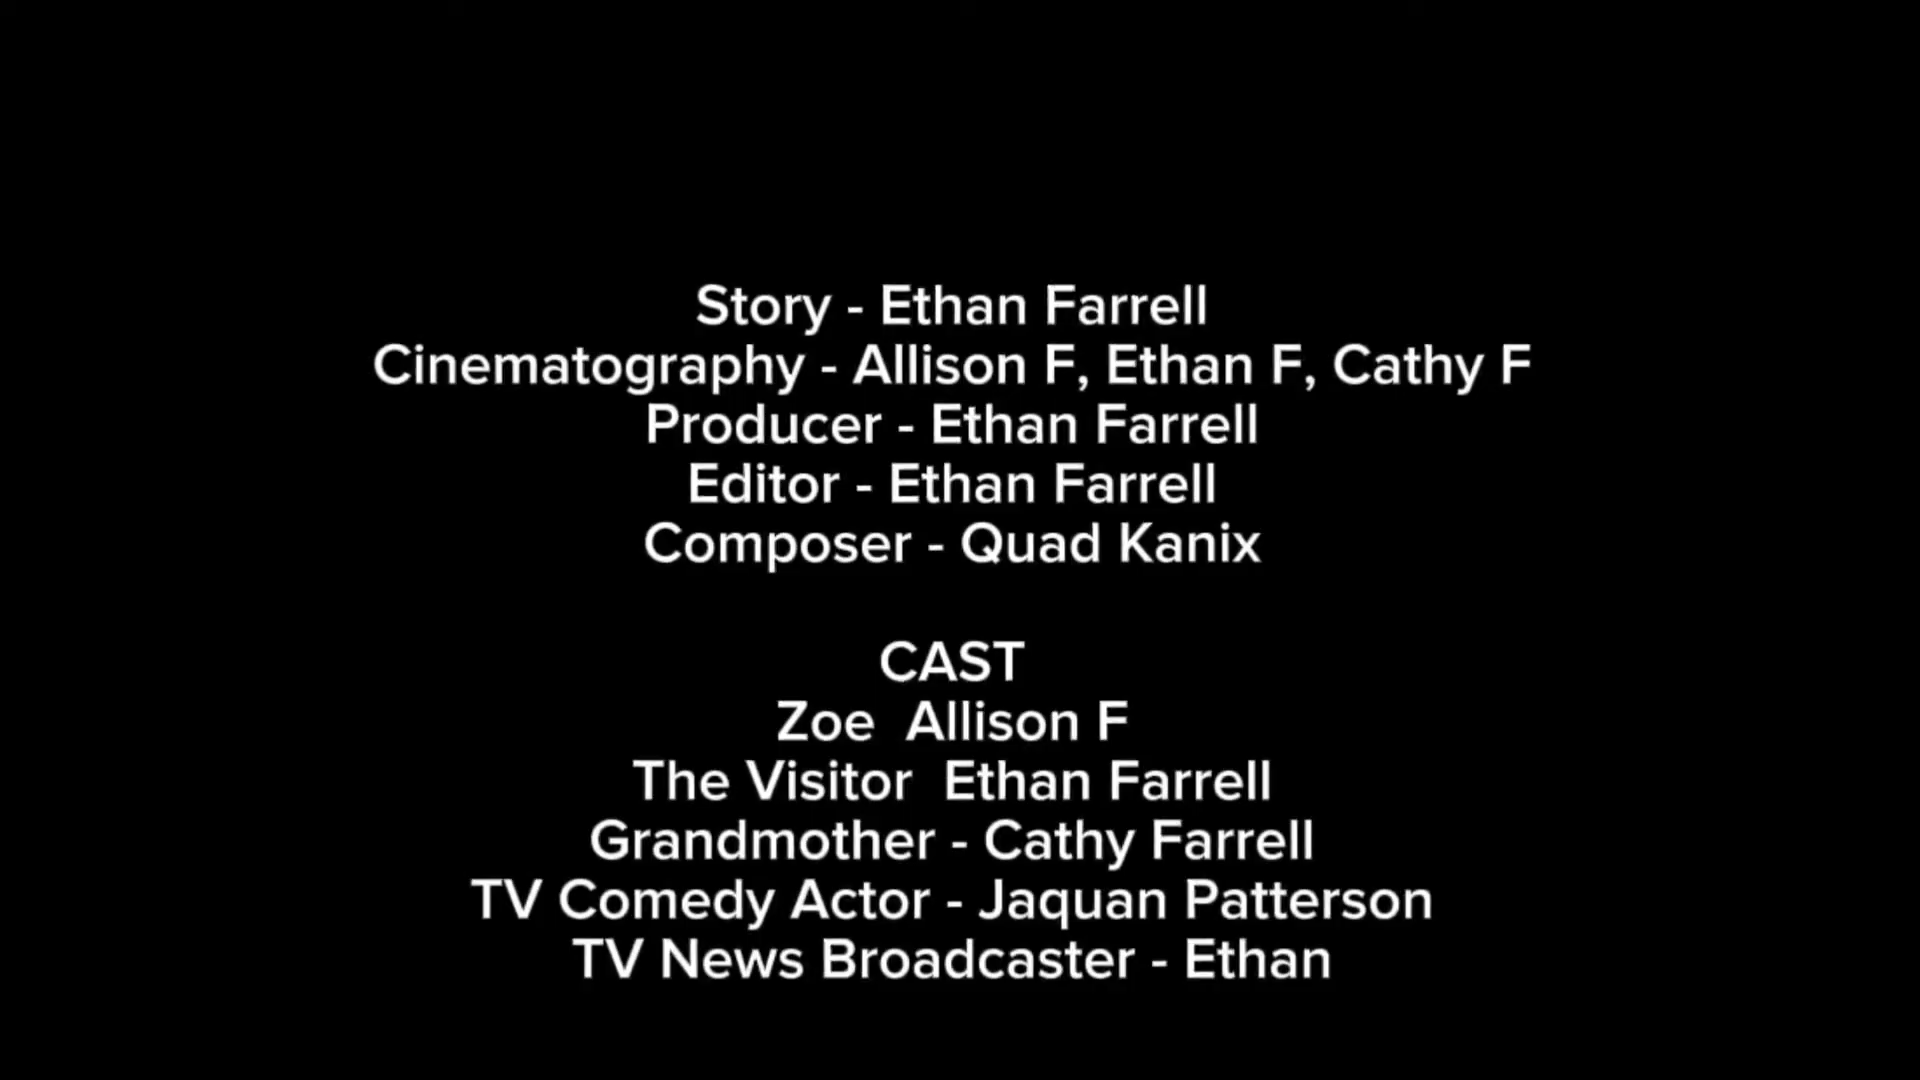 Story - Ethan Farrell
Cinematography - Allison F, Ethan F, Cathy F
Producer - Ethan Farrell
Editor - Ethan Farrell
Composer - Quad Kanix
CAST
Zoe  Allison F
The Visitor  Ethan Farrell
Grandmother - Cathy Farrell
TV Comedy Actor - Jaquan Patterson
TV News Broadcaster - Ethan